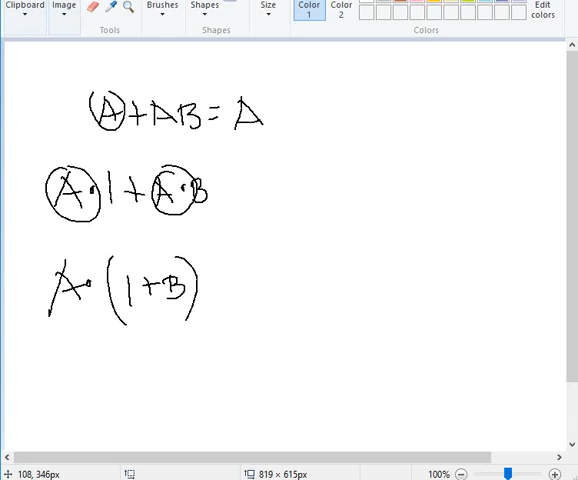 Clipboard Image Tools Brushes Shapes Shapes Size Color 1 Color 2 Edit colors Colors
A + AB = A
A · 1 + A · B
A · (1 + B)
108, 346px 819 × 615px 100%